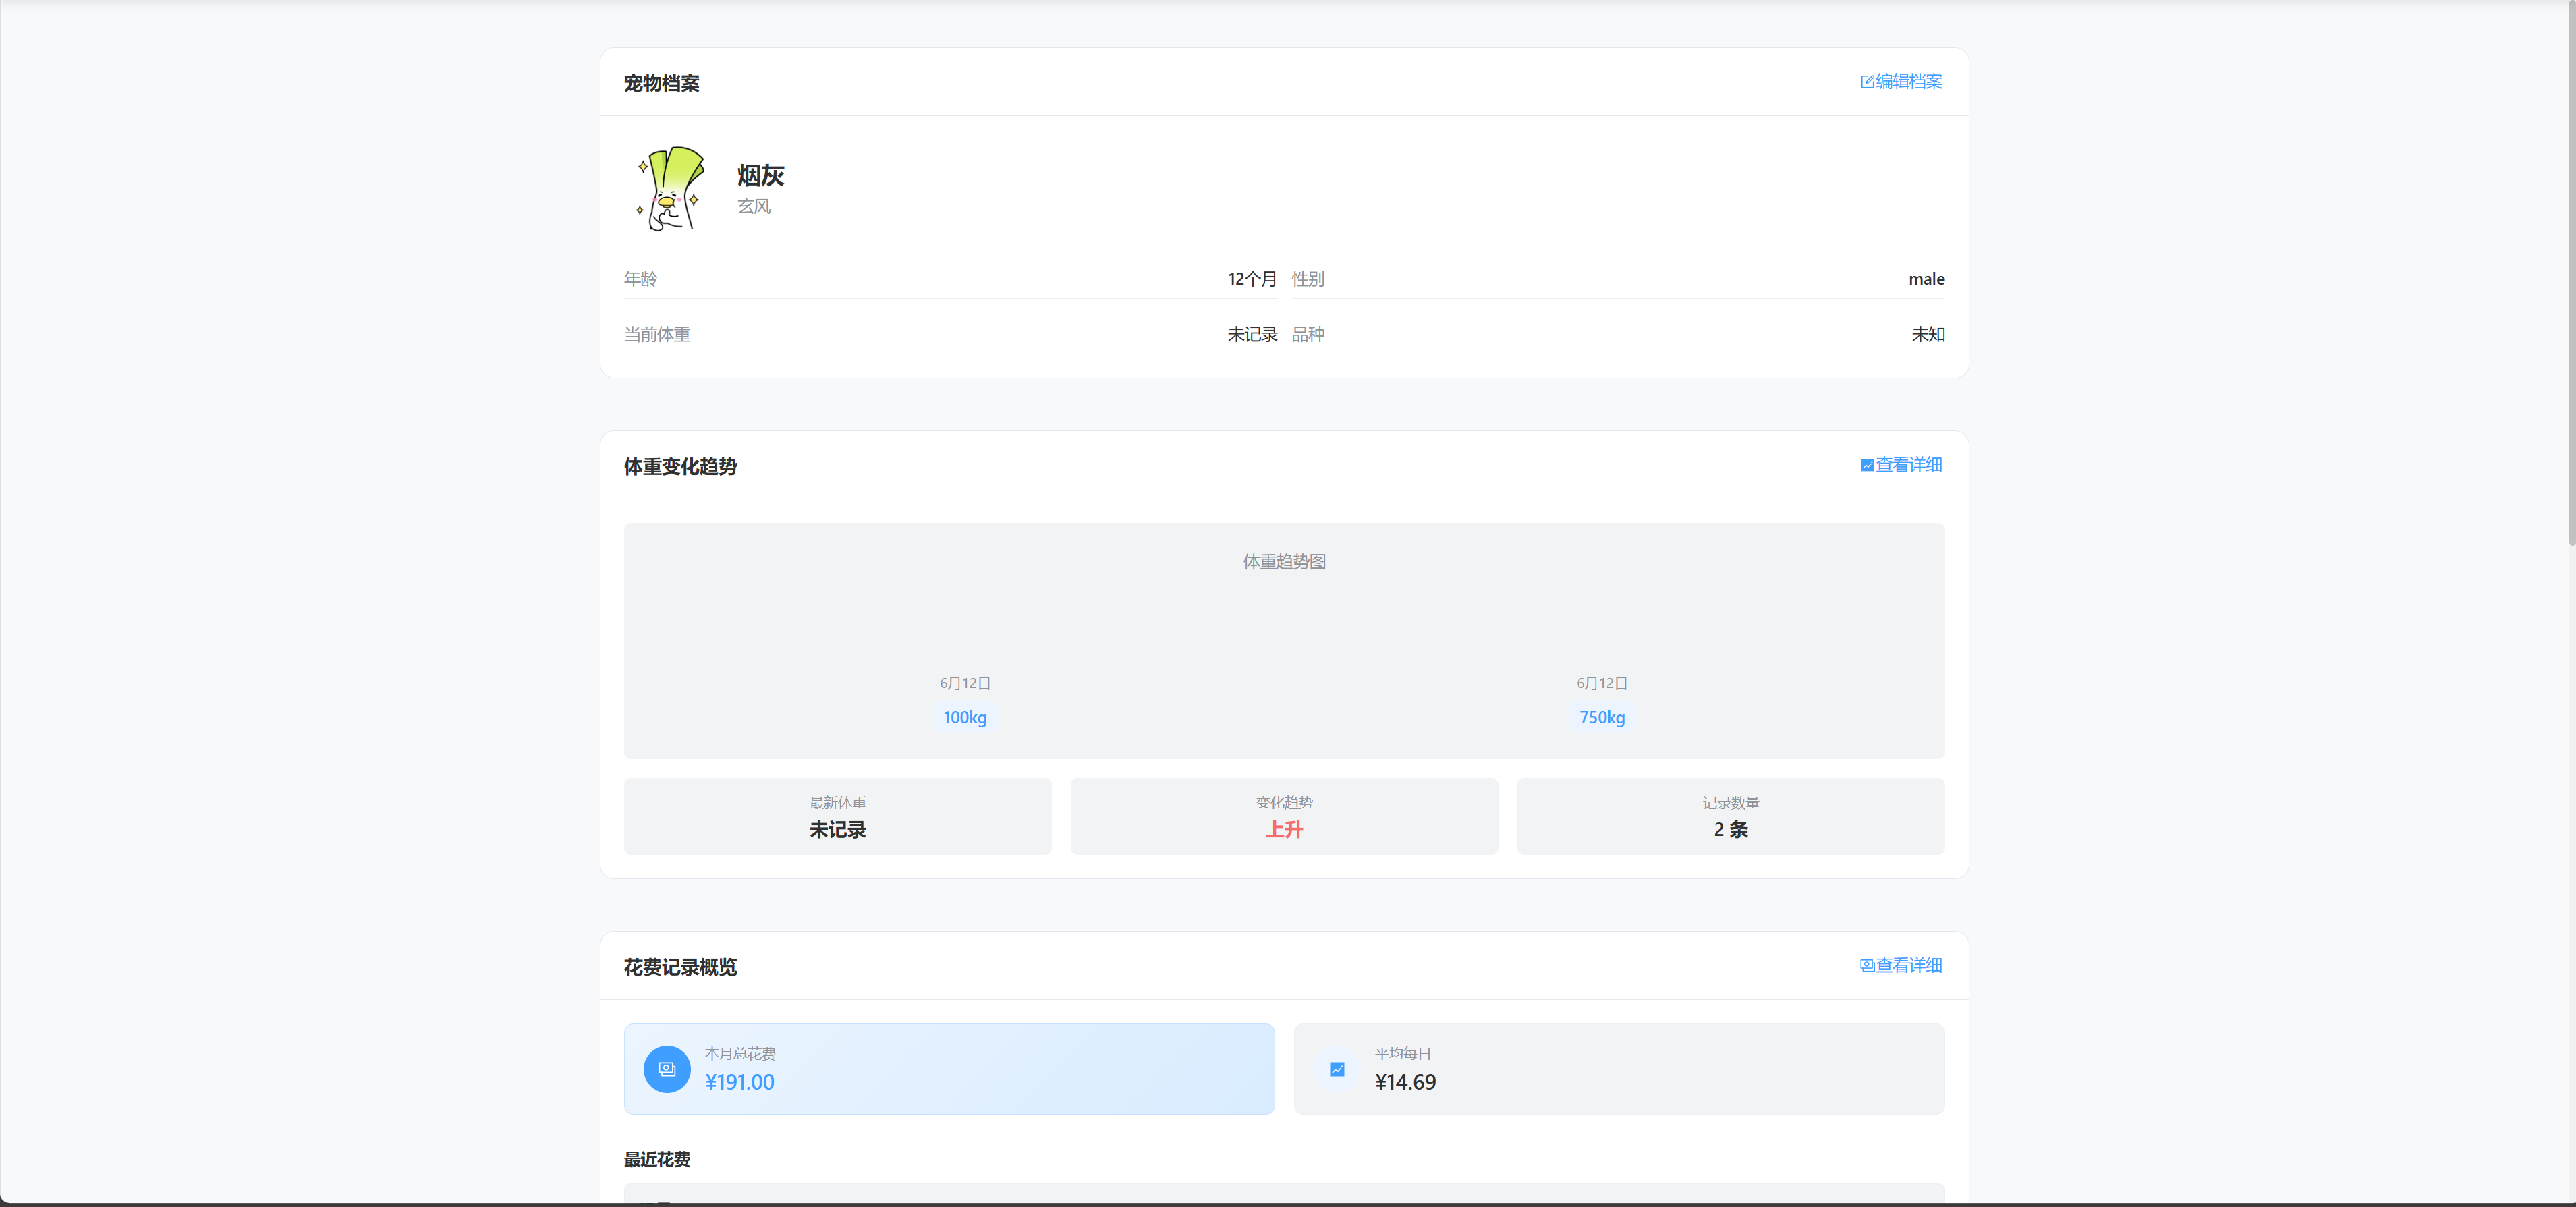 宠物档案
编辑档案
烟灰
玄风
年龄 12个月 性别 male
当前体重 未记录 品种 未知
体重变化趋势
查看详细
体重趋势图
6月12日 6月12日
100kg 750kg
最新体重 变化趋势 记录数量
未记录 上升 2 条
花费记录概览
查看详细
本月总花费 平均每日
¥191.00 ¥14.69
最近花费